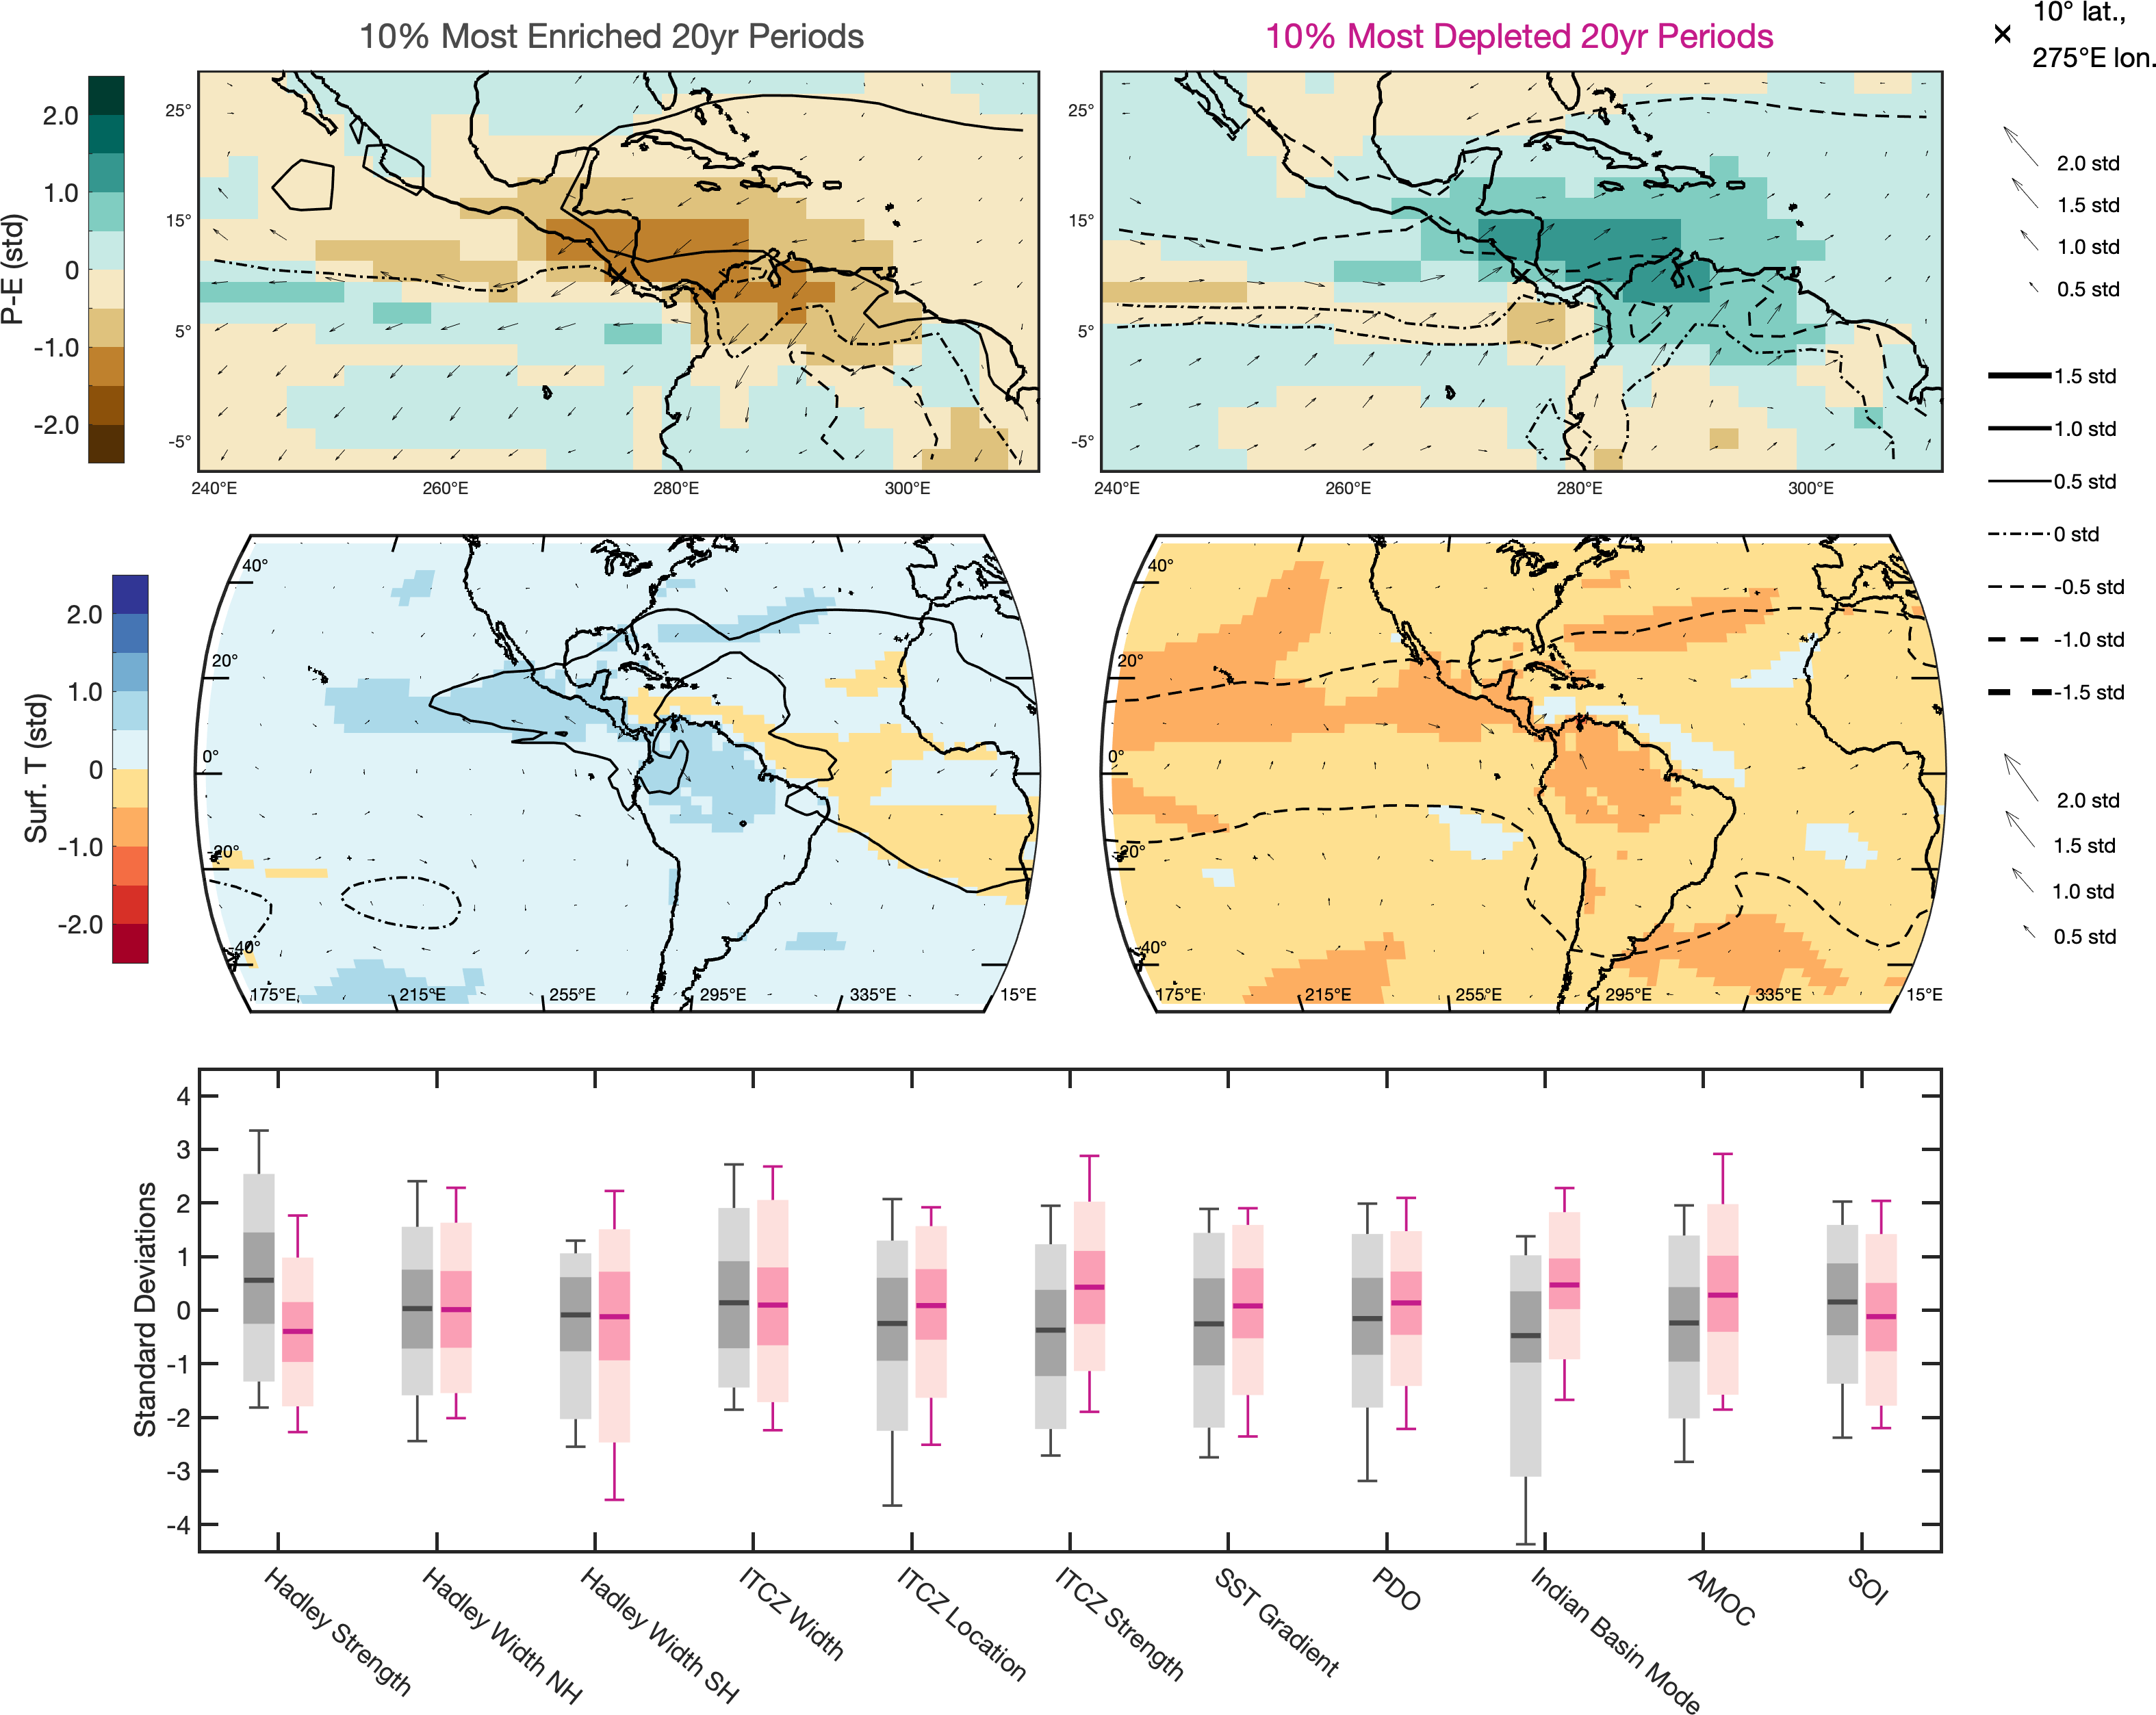 10% Most Enriched 20yr Periods
10% Most Depleted 20yr Periods
10° lat.,
275°E lon.
P-E (std)
2.0
1.0
0
-1.0
-2.0
25°
15°
5°
-5°
240°E
260°E
280°E
300°E
25°
15°
5°
-5°
240°E
260°E
280°E
300°E
2.0 std
1.5 std
1.0 std
0.5 std
1.5 std
1.0 std
0.5 std
0 std
-0.5 std
-1.0 std
-1.5 std
2.0 std
1.5 std
1.0 std
0.5 std
Surf. T (std)
2.0
1.0
0
-1.0
-2.0
40°
20°
0°
-20°
-40°
175°E
215°E
255°E
295°E
335°E
15°E
40°
20°
0°
-20°
-40°
175°E
215°E
255°E
295°E
335°E
15°E
Standard Deviations
4
3
2
1
0
-1
-2
-3
-4
Hadley Strength
Hadley Width NH
Hadley Width SH
ITCZ Width
ITCZ Location
ITCZ Strength
SST Gradient
PDO
Indian Basin Mode
AMOC
SOI